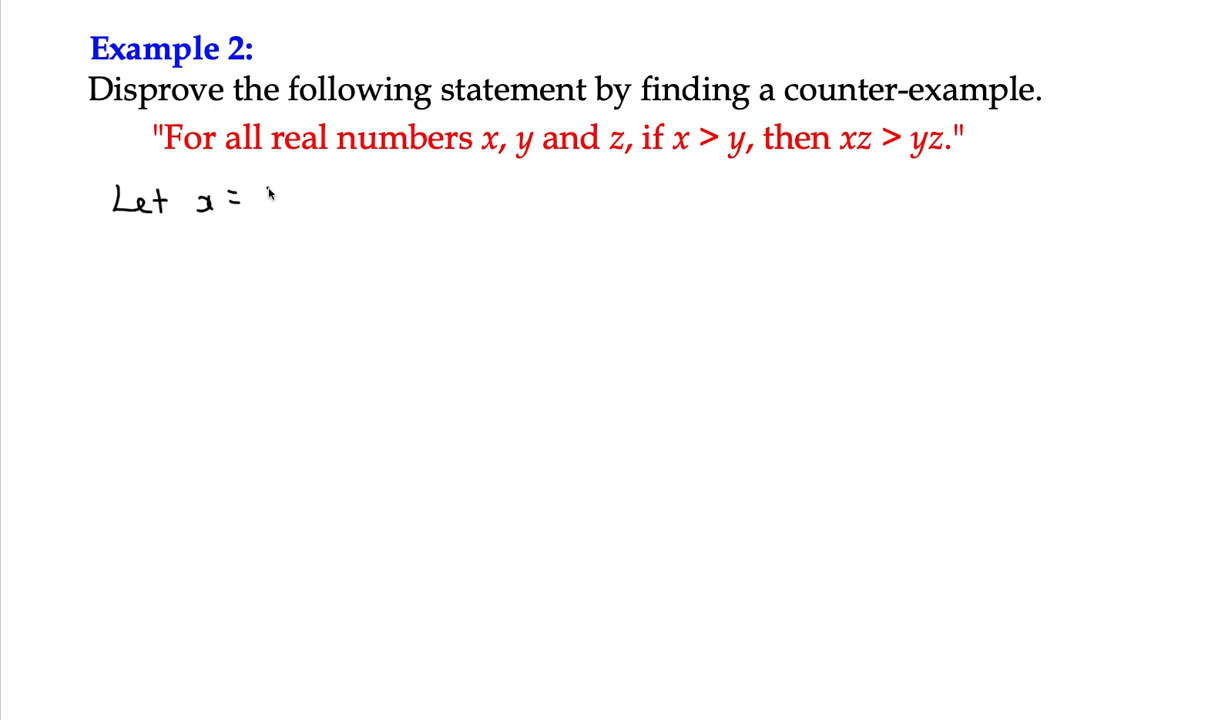 Example 2:
Disprove the following statement by finding a counter-example.
"For all real numbers x, y and z, if x > y, then xz > yz."
Let x =